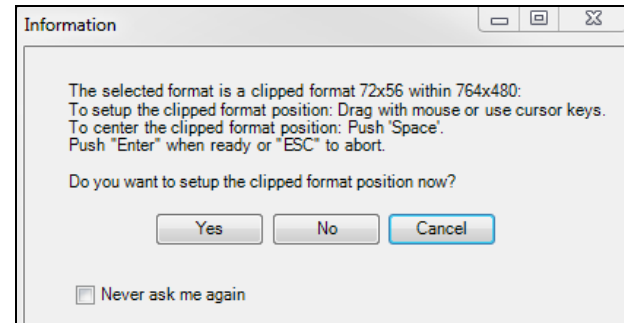 Information
The selected format is a clipped format 72x56 within 764x480:
To setup the clipped format position: Drag with mouse or use cursor keys.
To center the clipped format position: Push 'Space'.
Push "Enter" when ready or "ESC" to abort.
Do you want to setup the clipped format position now?
Yes No Cancel
Never ask me again